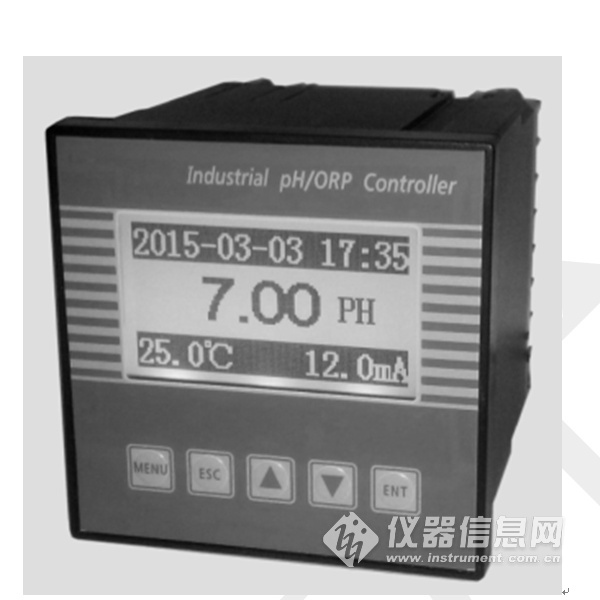 Industrial pH/ORP Controller
2015-03-03 17:35
7.00 PH
25.0℃ 12.0mA
MENU ESC ENT
仪器信息网
www.instrument.com.cn